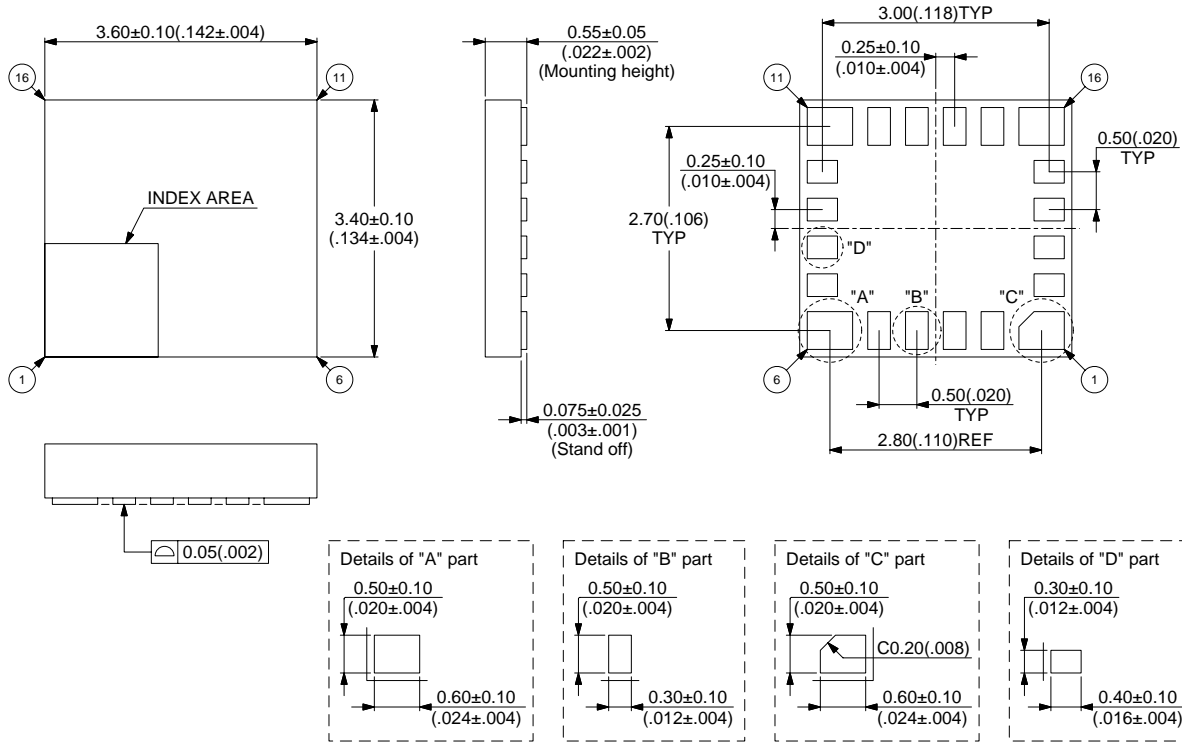 3.60±0.10(.142±.004)
16
11
INDEX AREA
3.40±0.10
(.134±.004)
1
6
0.55±0.05
(.022±.002)
(Mounting height)
0.075±0.025
(.003±.001)
(Stand off)
3.00(.118)TYP
0.25±0.10
(.010±.004)
11
16
0.50(.020)
TYP
0.25±0.10
(.010±.004)
2.70(.106)
TYP
"D"
"A"
"B"
"C"
6
1
0.50(.020)
TYP
2.80(.110)REF
0.05(.002)
Details of "A" part
0.50±0.10
(.020±.004)
0.60±0.10
(.024±.004)
Details of "B" part
0.50±0.10
(.020±.004)
0.30±0.10
(.012±.004)
Details of "C" part
0.50±0.10
(.020±.004)
C0.20(.008)
0.60±0.10
(.024±.004)
Details of "D" part
0.30±0.10
(.012±.004)
0.40±0.10
(.016±.004)